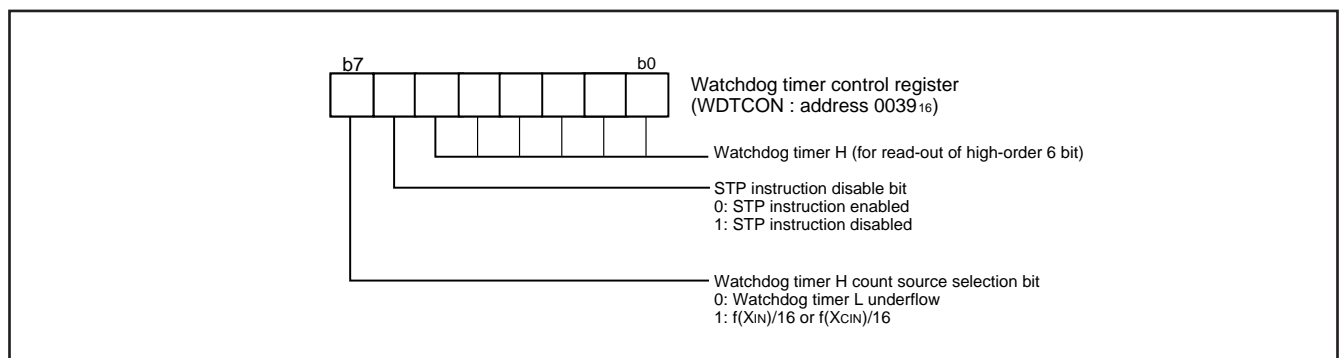 b7
b0
Watchdog timer control register
(WDTCON : address 003916)
Watchdog timer H (for read-out of high-order 6 bit)
STP instruction disable bit
0: STP instruction enabled
1: STP instruction disabled
Watchdog timer H count source selection bit
0: Watchdog timer L underflow
1: f(XIN)/16 or f(XCIN)/16